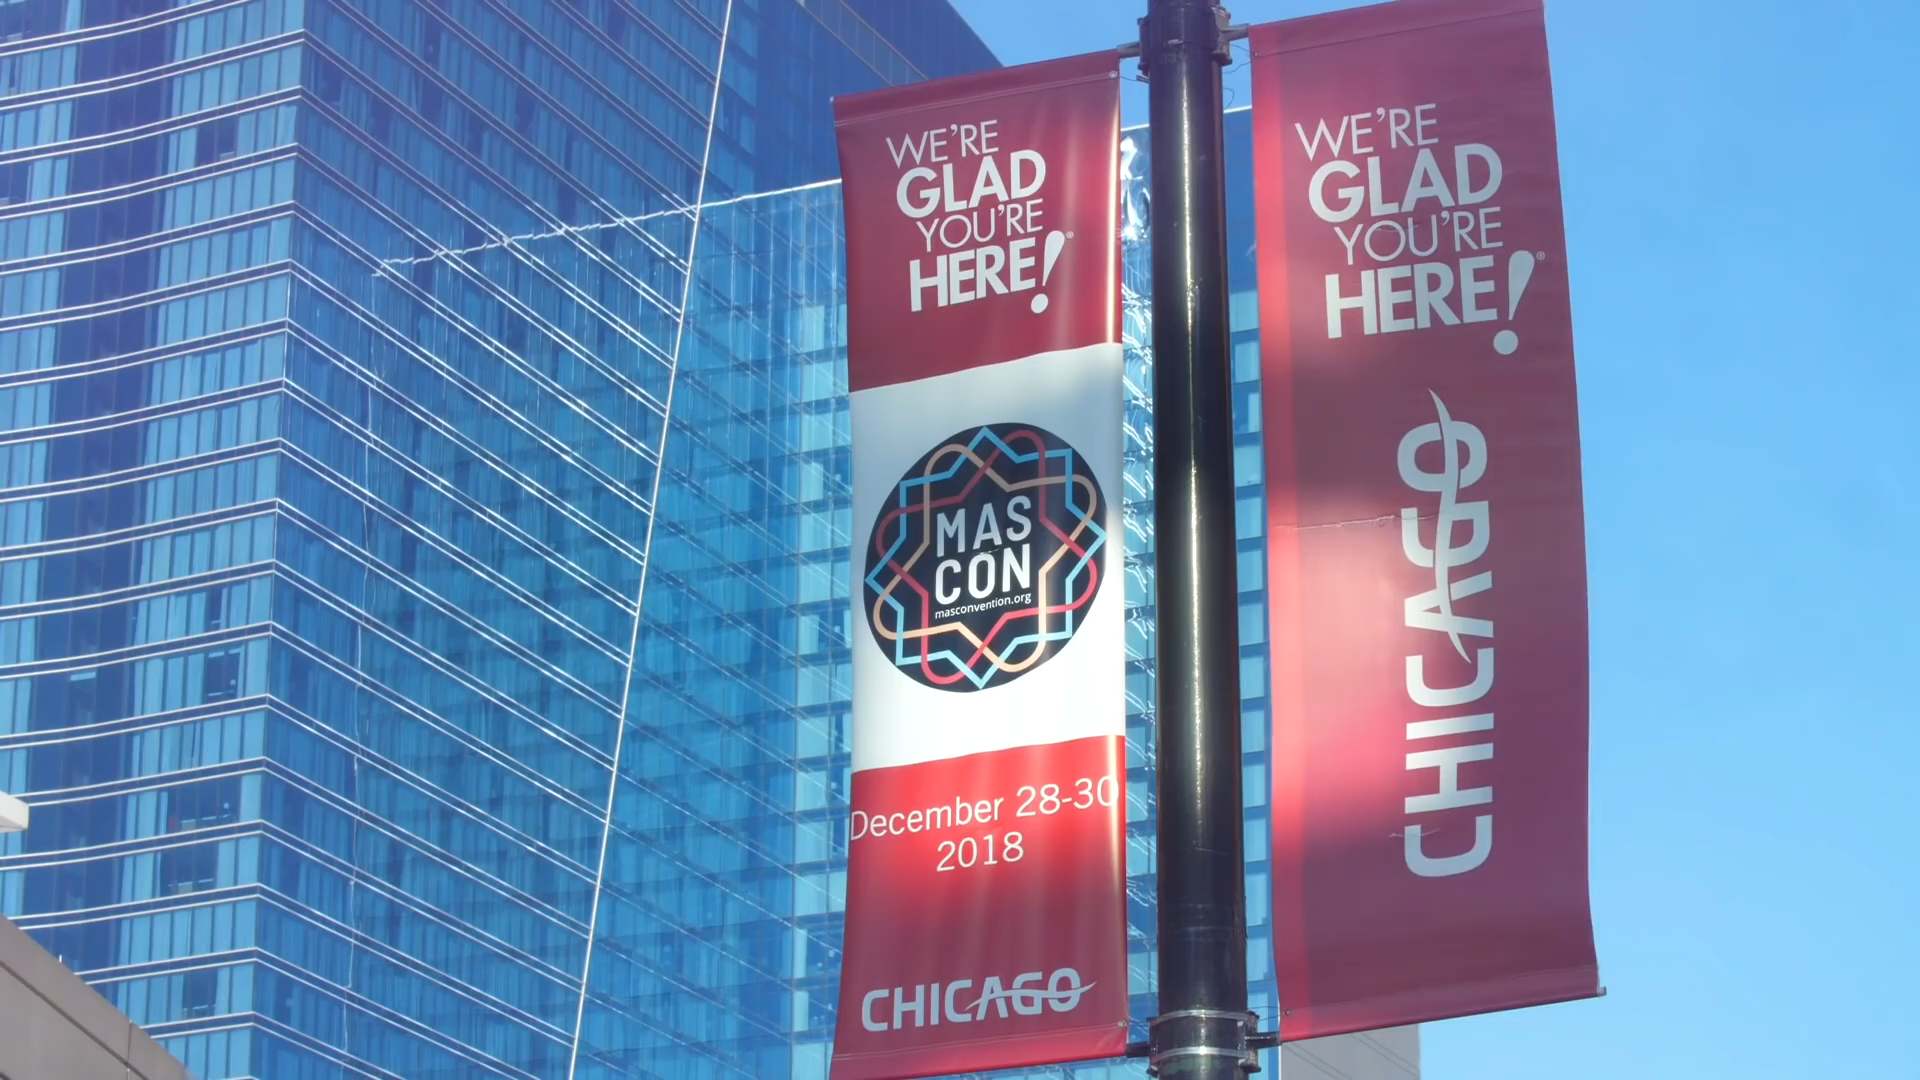 WE'RE
GLAD
YOU'RE
HERE!®
MAS
CON
masconvention.org
December 28-30
2018
CHICAGO
WE'RE
GLAD
YOU'RE
HERE!®
CHICAGO